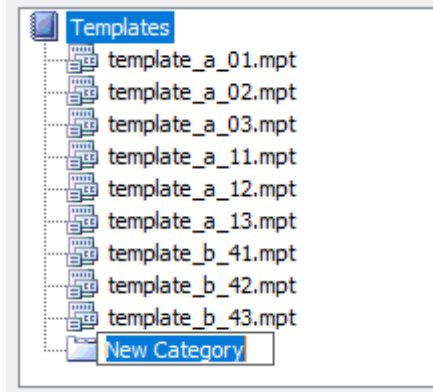 Templates
template_a_01.mpt
template_a_02.mpt
template_a_03.mpt
template_a_11.mpt
template_a_12.mpt
template_a_13.mpt
template_b_41.mpt
template_b_42.mpt
template_b_43.mpt
New Category